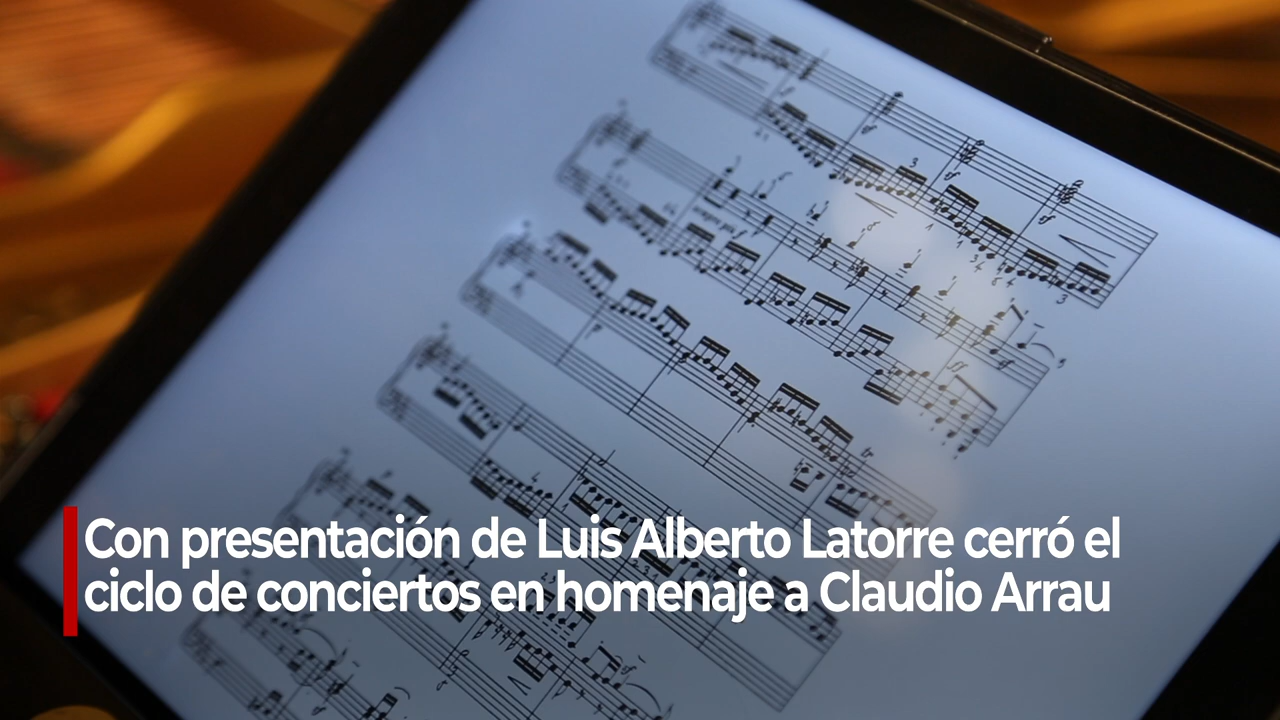 Con presentación de Luis Alberto Latorre cerró el
ciclo de conciertos en homenaje a Claudio Arrau